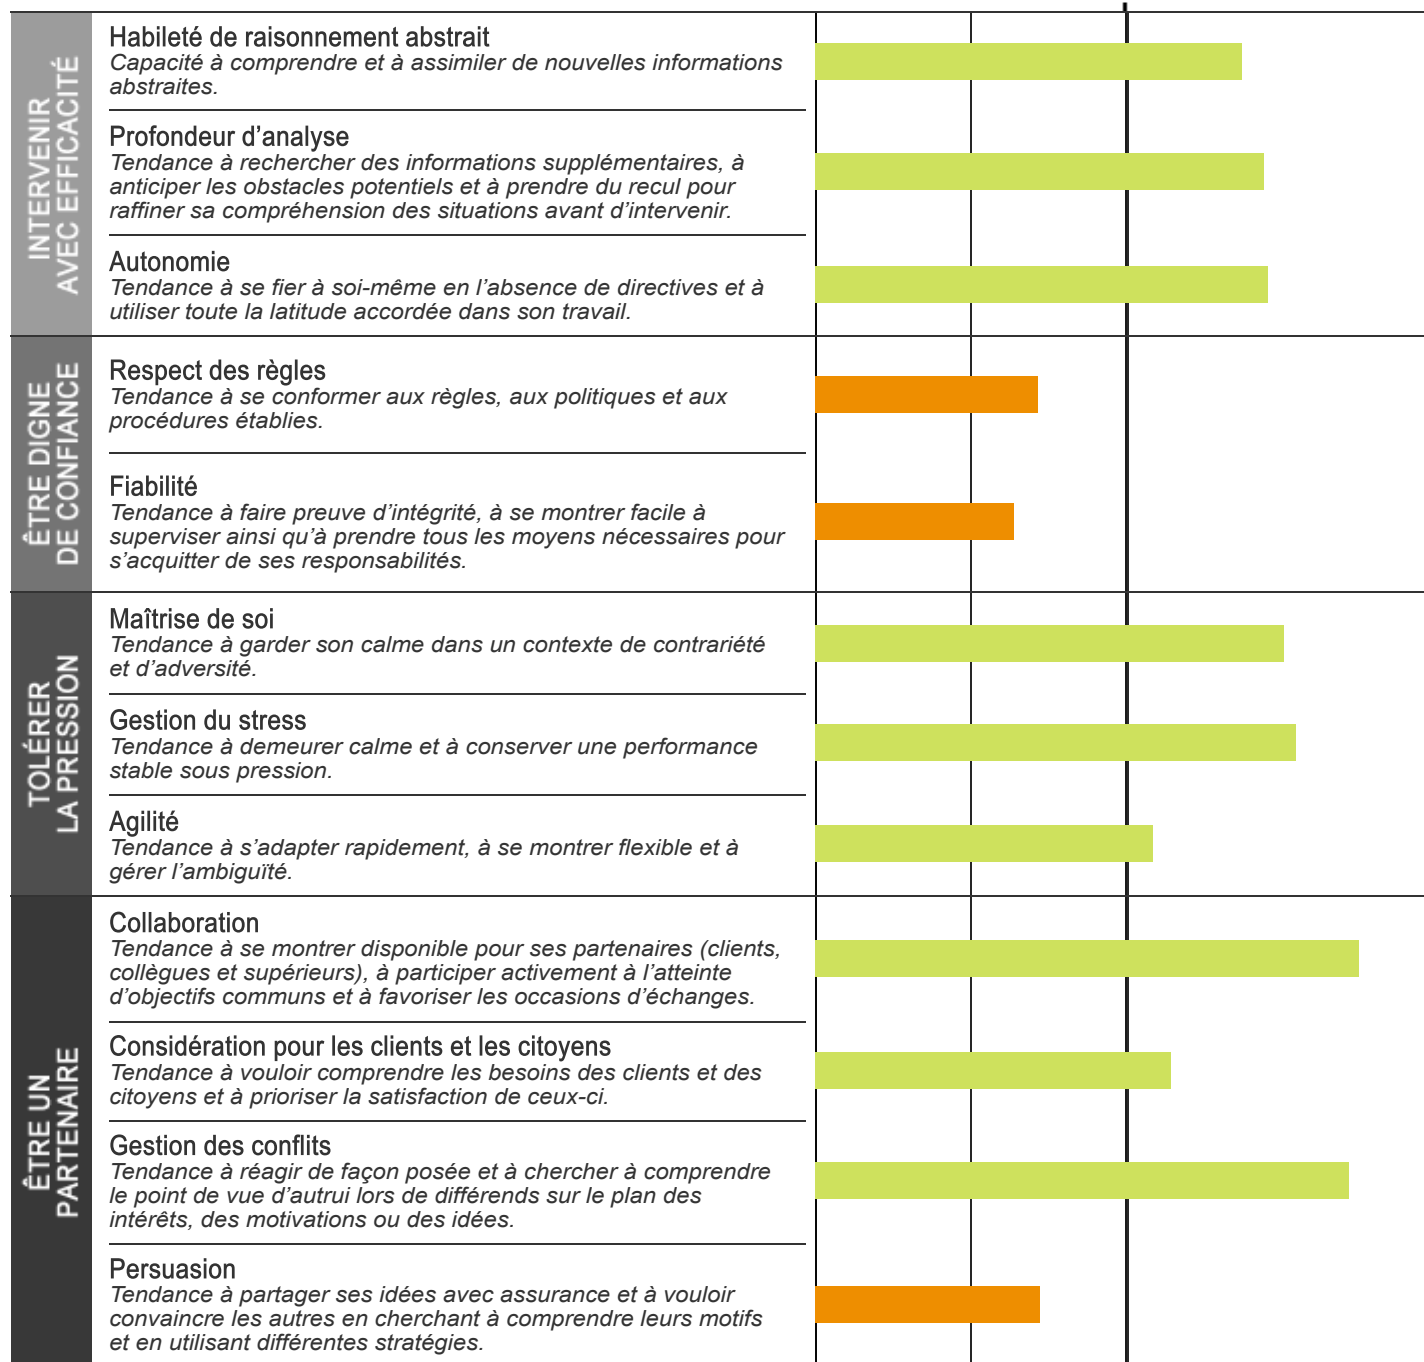 INTERVENIR
AVEC EFFICACITÉ
Habileté de raisonnement abstrait
Capacité à comprendre et à assimiler de nouvelles informations
abstraites.
Profondeur d’analyse
Tendance à rechercher des informations supplémentaires, à
anticiper les obstacles potentiels et à prendre du recul pour
raffiner sa compréhension des situations avant d’intervenir.
Autonomie
Tendance à se fier à soi-même en l’absence de directives et à
utiliser toute la latitude accordée dans son travail.
ÊTRE DIGNE
DE CONFIANCE
Respect des règles
Tendance à se conformer aux règles, aux politiques et aux
procédures établies.
Fiabilité
Tendance à faire preuve d’intégrité, à se montrer facile à
superviser ainsi qu’à prendre tous les moyens nécessaires pour
s’acquitter de ses responsabilités.
TOLÉRER
LA PRESSION
Maîtrise de soi
Tendance à garder son calme dans un contexte de contrariété
et d’adversité.
Gestion du stress
Tendance à demeurer calme et à conserver une performance
stable sous pression.
Agilité
Tendance à s’adapter rapidement, à se montrer flexible et à
gérer l’ambiguïté.
ÊTRE UN
PARTENAIRE
Collaboration
Tendance à se montrer disponible pour ses partenaires (clients,
collègues et supérieurs), à participer activement à l’atteinte
d’objectifs communs et à favoriser les occasions d’échanges.
Considération pour les clients et les citoyens
Tendance à vouloir comprendre les besoins des clients et des
citoyens et à prioriser la satisfaction de ceux-ci.
Gestion des conflits
Tendance à réagir de façon posée et à chercher à comprendre
le point de vue d’autrui lors de différends sur le plan des
intérêts, des motivations ou des idées.
Persuasion
Tendance à partager ses idées avec assurance et à vouloir
convaincre les autres en cherchant à comprendre leurs motifs
et en utilisant différentes stratégies.